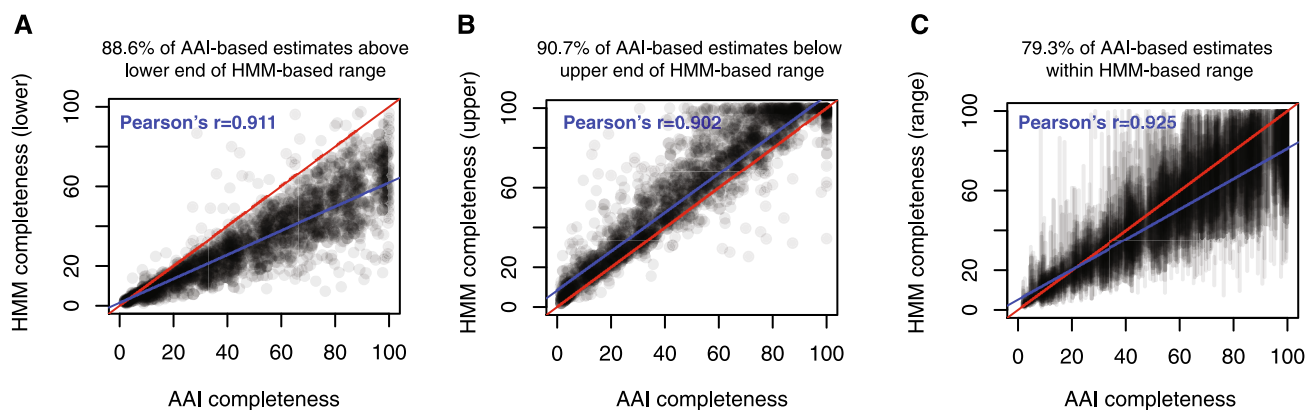 A
88.6% of AAI-based estimates above
lower end of HMM-based range
Pearson's r=0.911
HMM completeness (lower)
0 20 60 100
0 20 40 60 80 100
AAI completeness
B
90.7% of AAI-based estimates below
upper end of HMM-based range
Pearson's r=0.902
HMM completeness (upper)
0 20 60 100
0 20 40 60 80 100
AAI completeness
C
79.3% of AAI-based estimates
within HMM-based range
Pearson's r=0.925
HMM completeness (range)
0 20 60 100
0 20 40 60 80 100
AAI completeness